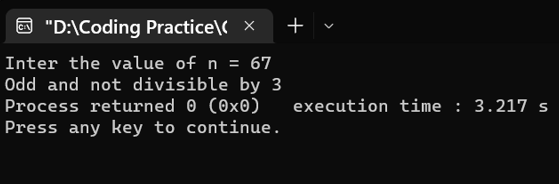 "D:\Coding Practice\C
Inter the value of n = 67
Odd and not divisible by 3
Process returned 0 (0x0)   execution time : 3.217 s
Press any key to continue.